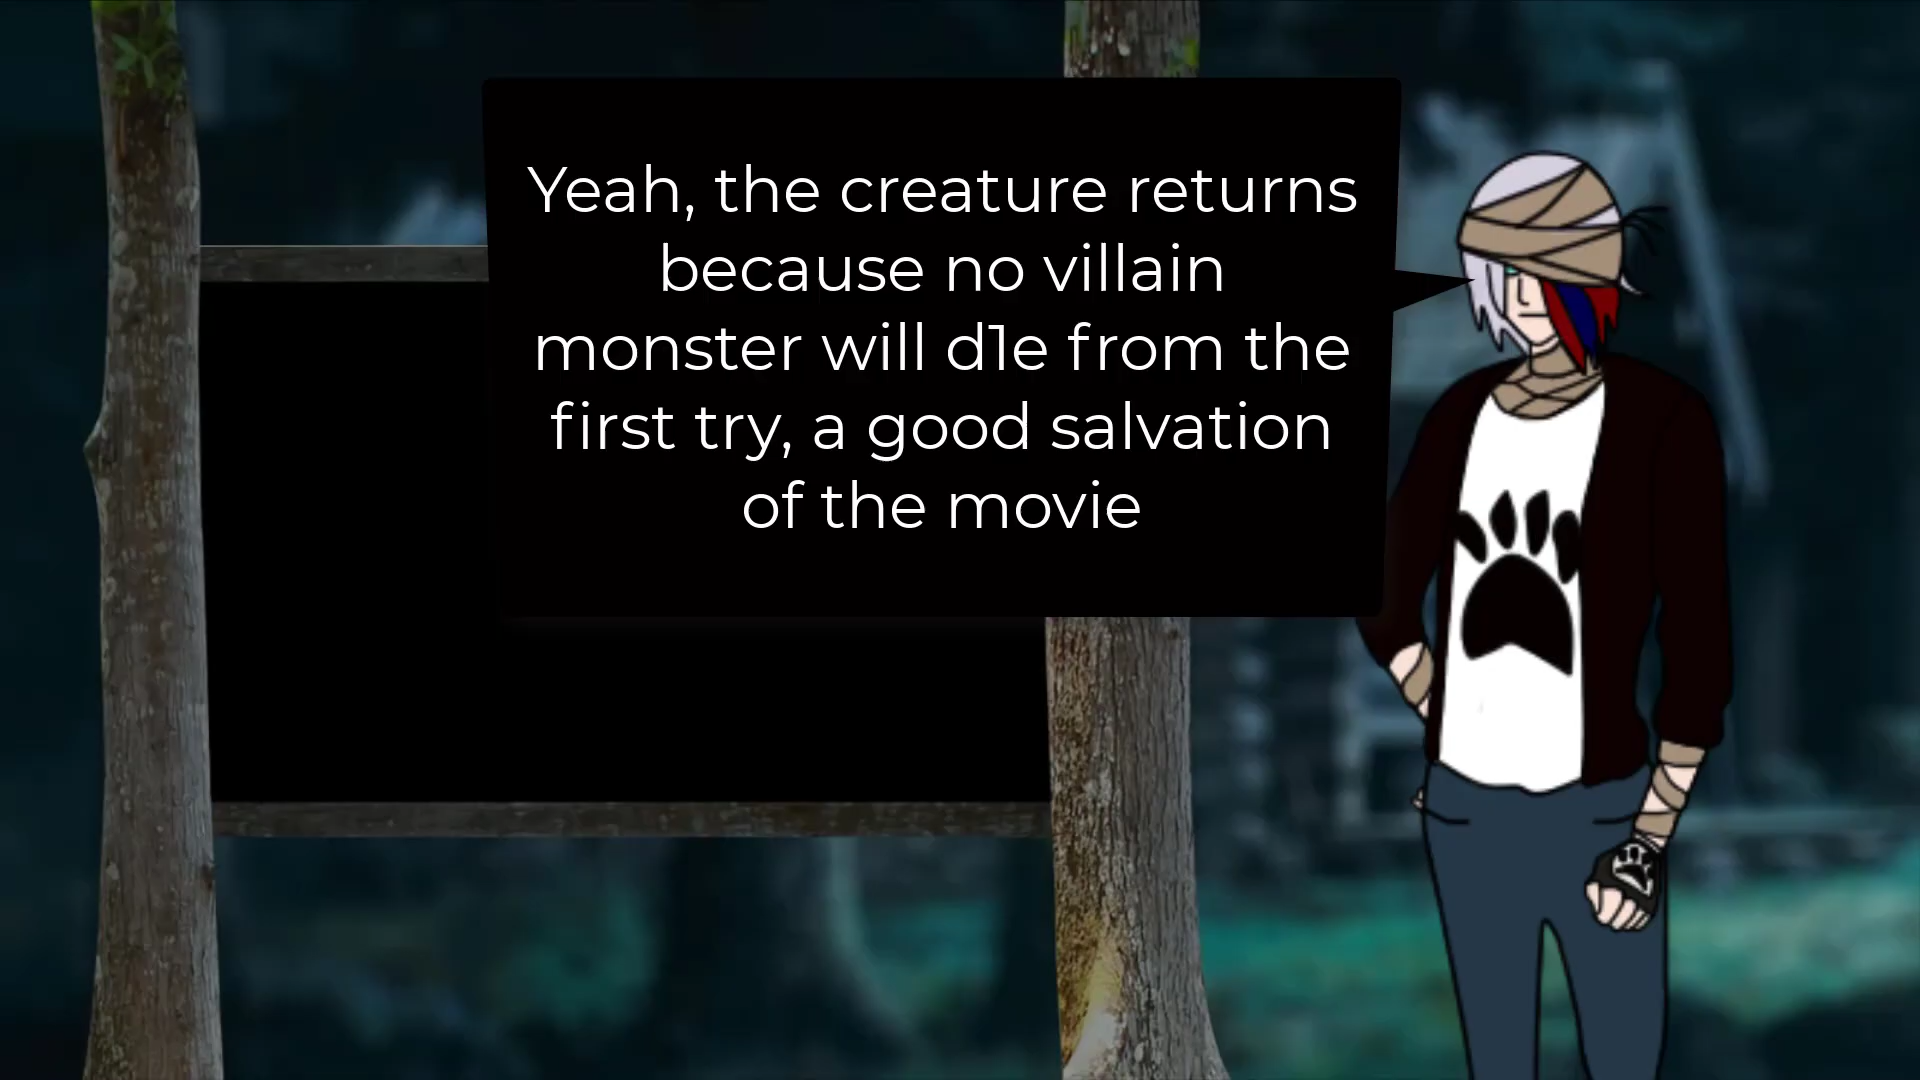 Yeah, the creature returns
because no villain
monster will d1e from the
first try, a good salvation
of the movie